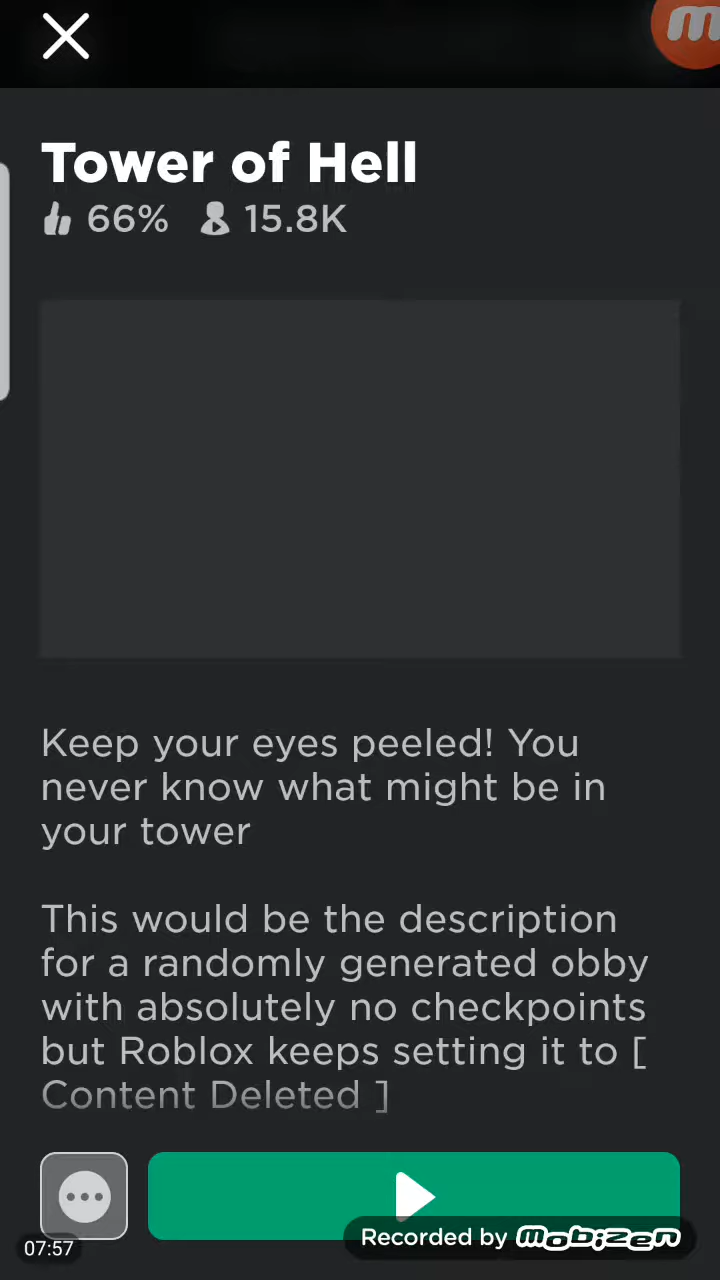 Tower of Hell
66% 15.8K
Keep your eyes peeled! You
never know what might be in
your tower
This would be the description
for a randomly generated obby
with absolutely no checkpoints
but Roblox keeps setting it to [
Content Deleted ]
07:57
Recorded by mobizen